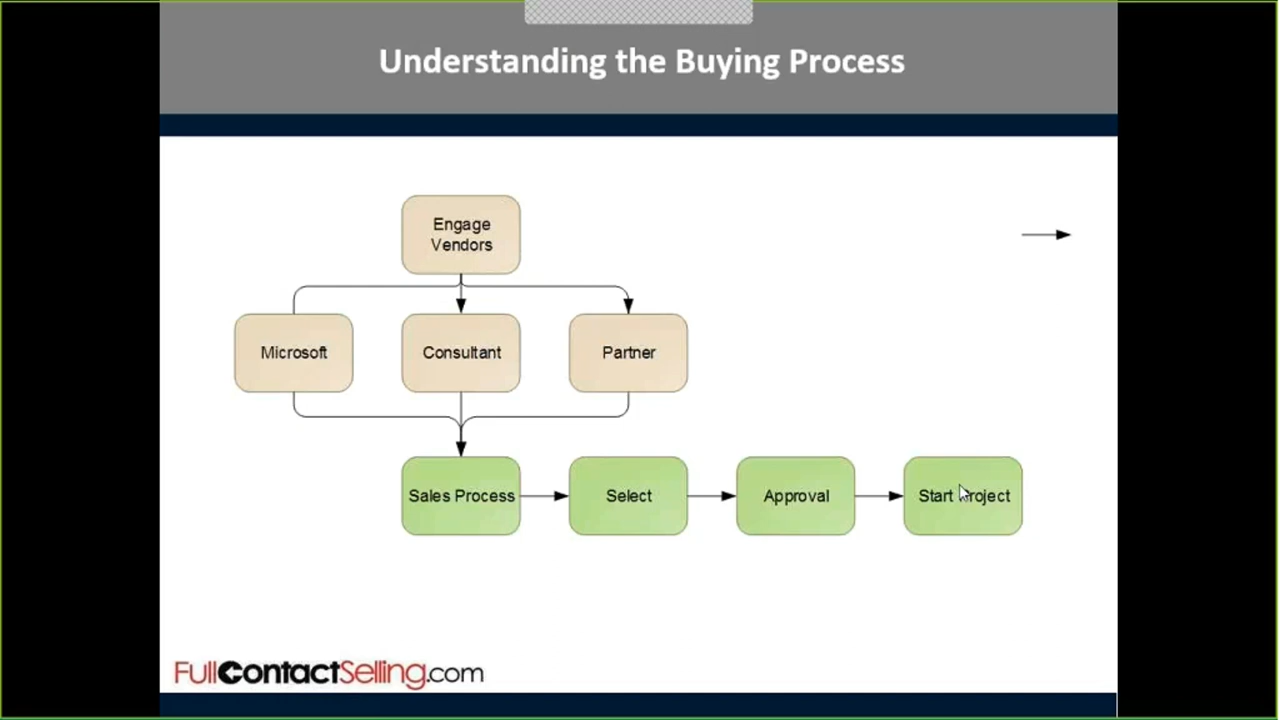 Understanding the Buying Process
Engage
Vendors
Microsoft
Consultant
Partner
Sales Process
Select
Approval
Start Project
FullContactSelling.com